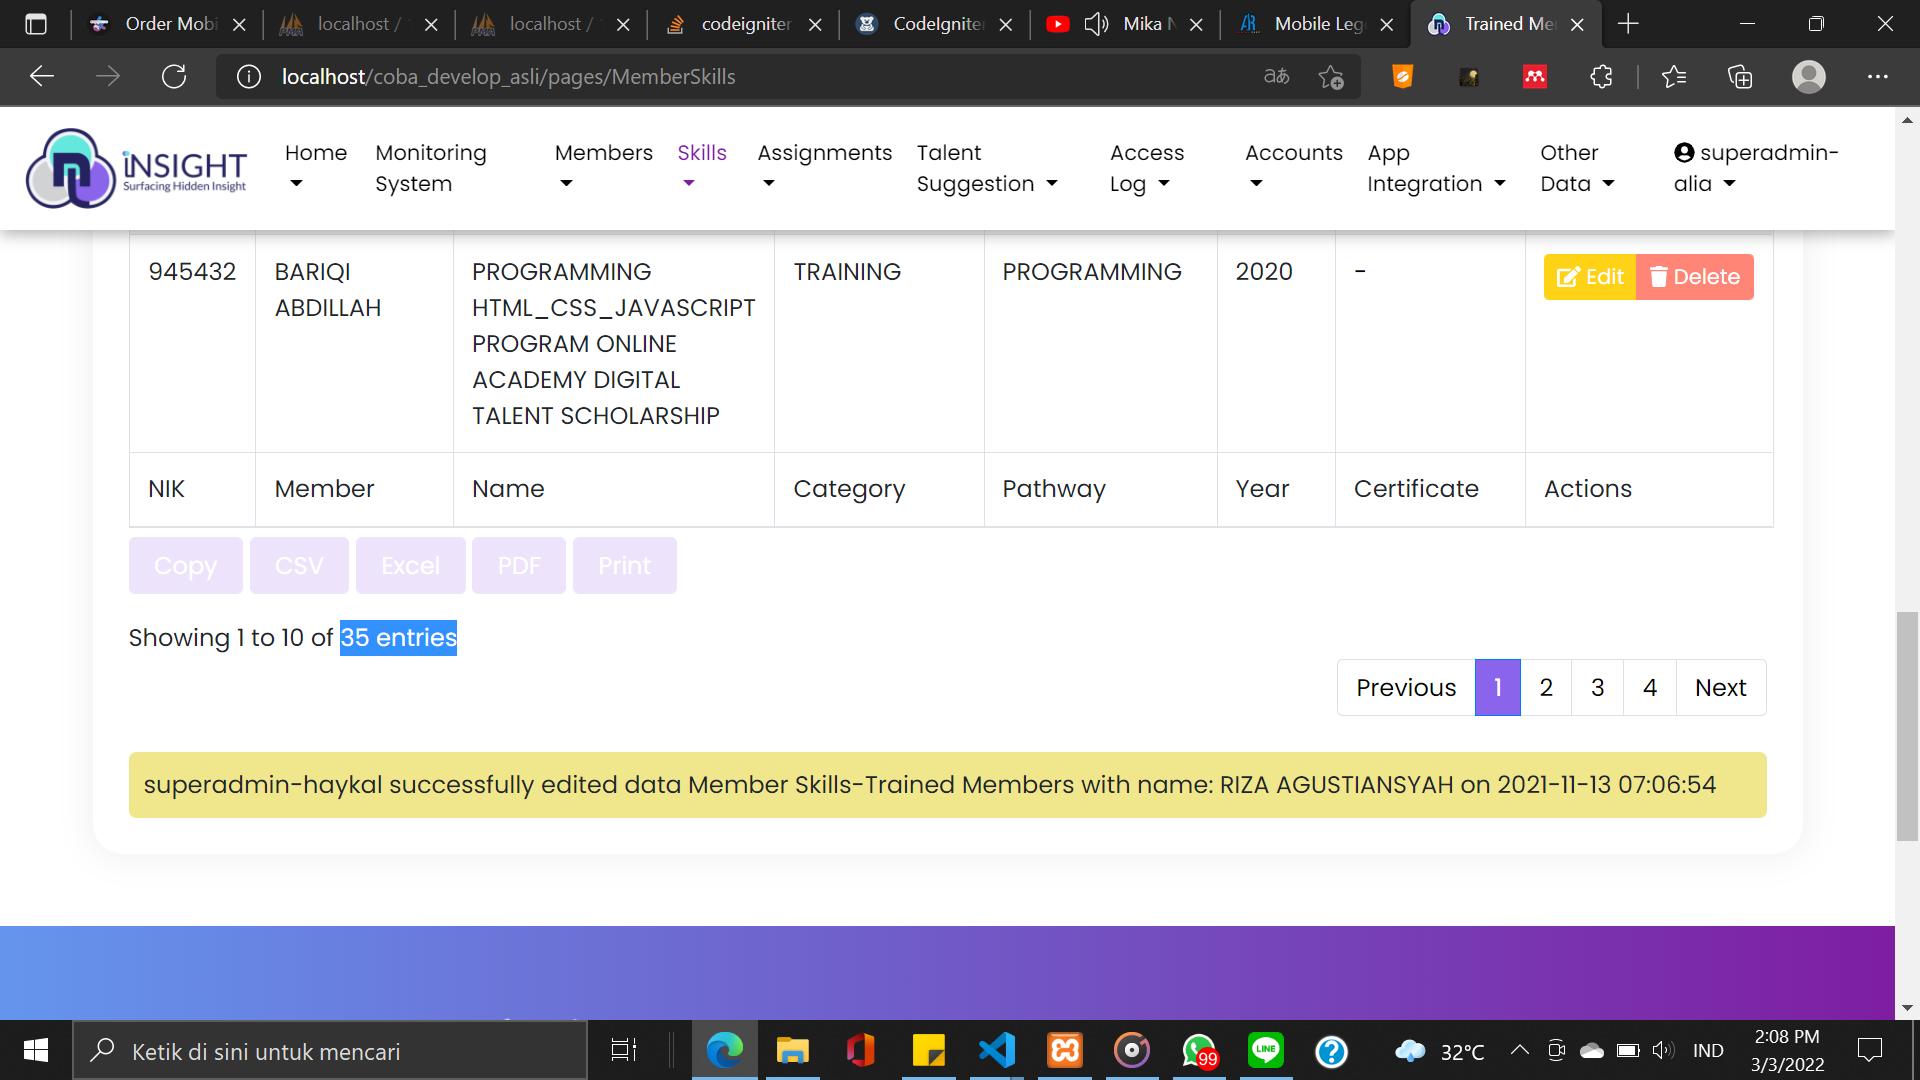 Order Mobi
localhost /
localhost /
codeigniter
CodeIgniter
Mika N
Mobile Leg
Trained Me
localhost/coba_develop_asli/pages/MemberSkills
iNSIGHT
Surfacing Hidden Insight
Home
Monitoring System
Members
Skills
Assignments
Talent Suggestion
Access Log
Accounts
App Integration
Other Data
superadmin-alia
945432
BARIQI
ABDILLAH
PROGRAMMING
HTML_CSS_JAVASCRIPT
PROGRAM ONLINE
ACADEMY DIGITAL
TALENT SCHOLARSHIP
TRAINING
PROGRAMMING
2020
-
Edit
Delete
NIK
Member
Name
Category
Pathway
Year
Certificate
Actions
Copy
CSV
Excel
PDF
Print
Showing 1 to 10 of 35 entries
Previous
1
2
3
4
Next
superadmin-haykal successfully edited data Member Skills-Trained Members with name: RIZA AGUSTIANSYAH on 2021-11-13 07:06:54
Ketik di sini untuk mencari
99
LINE
32°C
IND
2:08 PM
3/3/2022